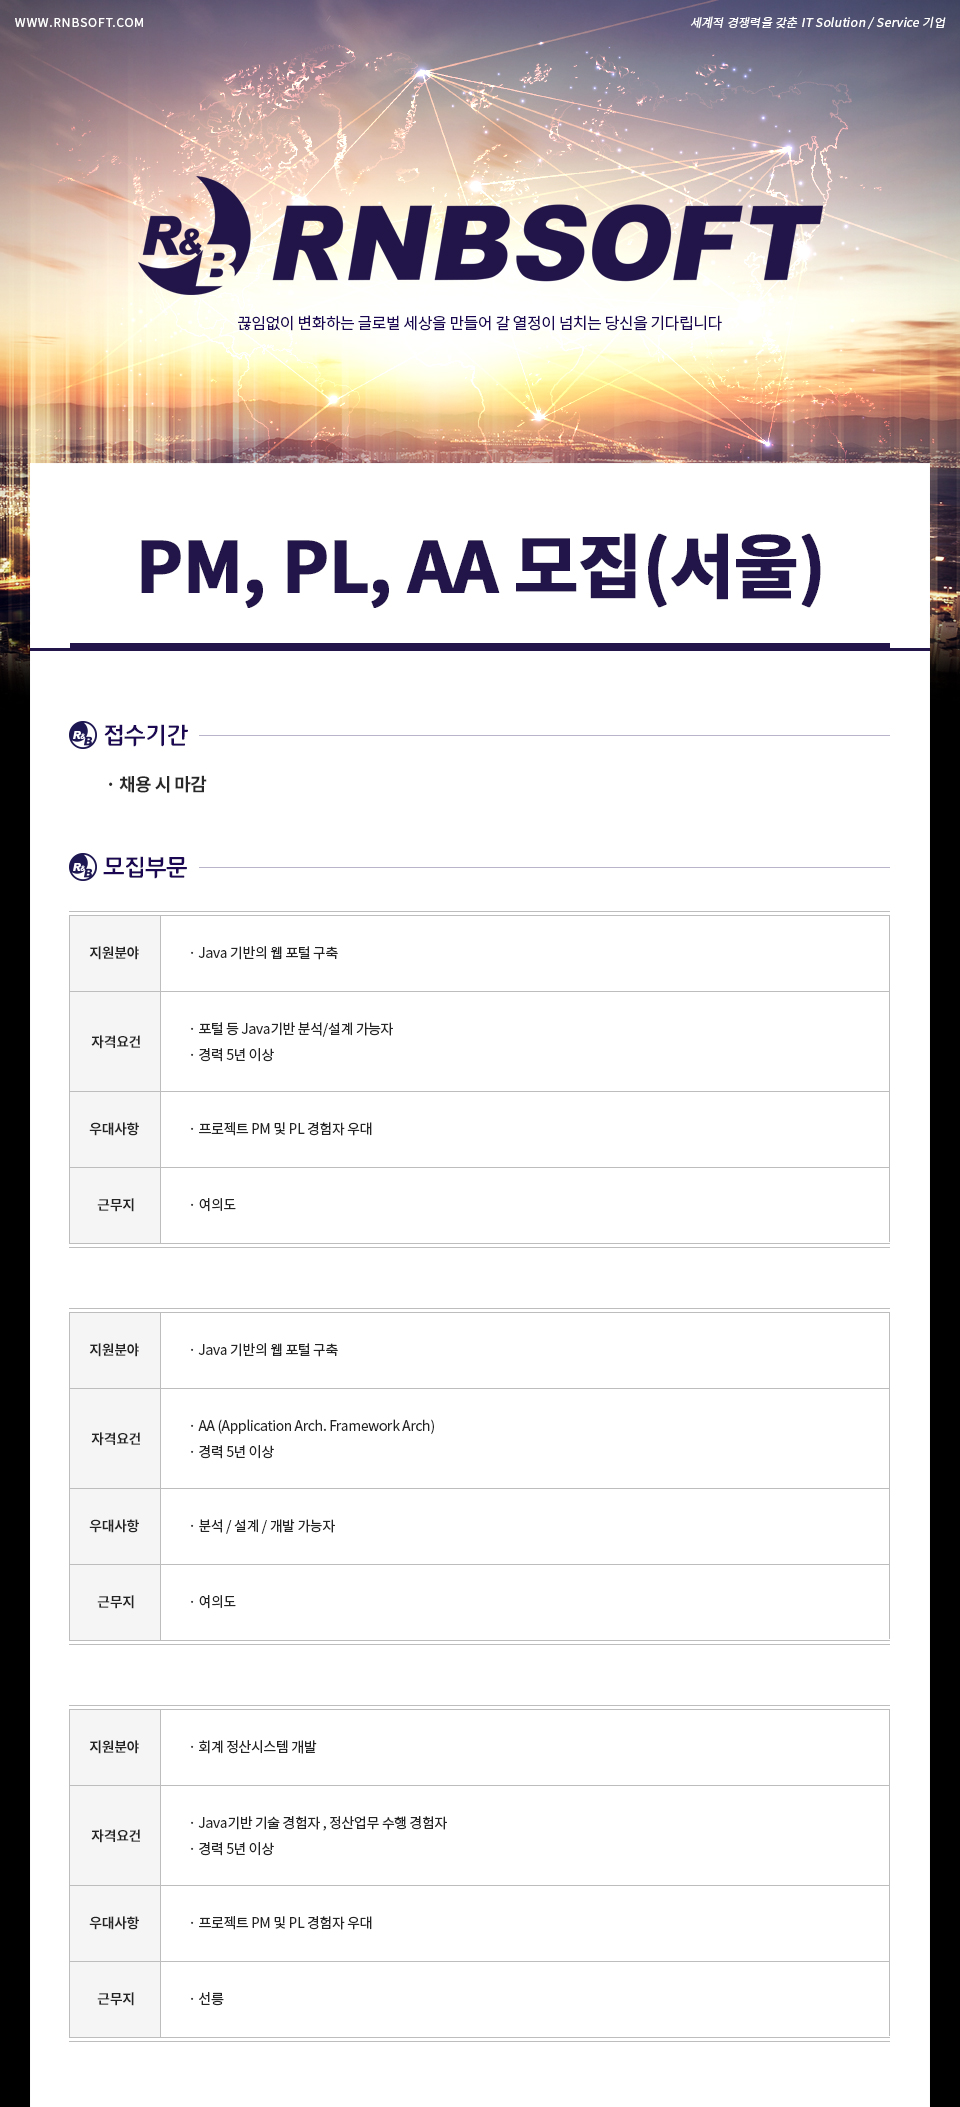 WWW.RNBSOFT.COM
세계적 경쟁력을 갖춘 IT Solution / Service 기업
R&B RNBSOFT
끊임없이 변화하는 글로벌 세상을 만들어 갈 열정이 넘치는 당신을 기다립니다
PM, PL, AA 모집(서울)
R&B 접수기간
· 채용 시 마감
R&B 모집부문
지원분야
· Java 기반의 웹 포털 구축
자격요건
· 포털 등 Java기반 분석/설계 가능자
· 경력 5년 이상
우대사항
· 프로젝트 PM 및 PL 경험자 우대
근무지
· 여의도
지원분야
· Java 기반의 웹 포털 구축
자격요건
· AA (Application Arch. Framework Arch)
· 경력 5년 이상
우대사항
· 분석 / 설계 / 개발 가능자
근무지
· 여의도
지원분야
· 회계 정산시스템 개발
자격요건
· Java기반 기술 경험자 , 정산업무 수행 경험자
· 경력 5년 이상
우대사항
· 프로젝트 PM 및 PL 경험자 우대
근무지
· 선릉